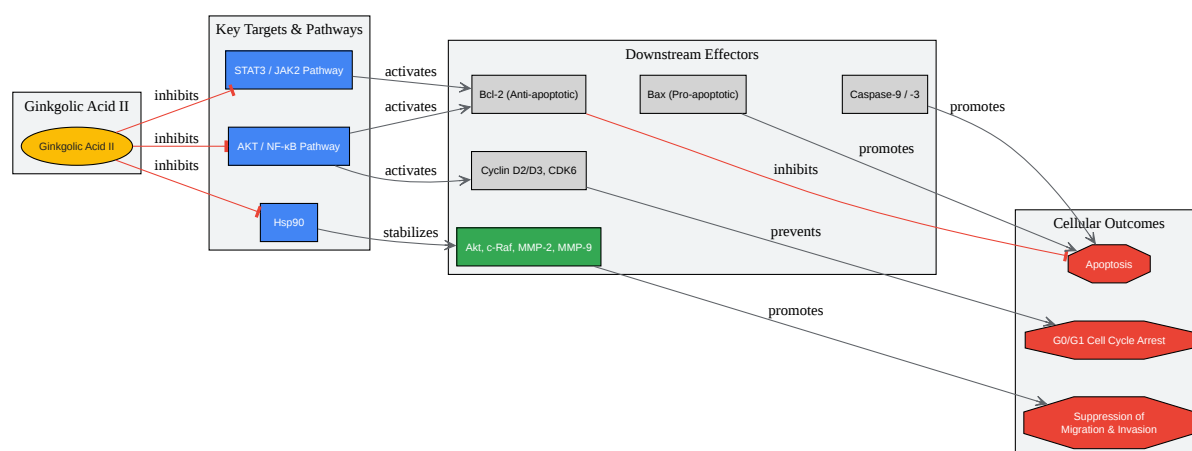 Ginkgolic Acid II
Ginkgolic Acid II
inhibits
inhibits
inhibits
Key Targets & Pathways
STAT3 / JAK2 Pathway
AKT / NF-κB Pathway
Hsp90
activates
activates
activates
stabilizes
Downstream Effectors
Bcl-2 (Anti-apoptotic)
Bax (Pro-apoptotic)
Caspase-9 / -3
Cyclin D2/D3, CDK6
Akt, c-Raf, MMP-2, MMP-9
promotes
promotes
inhibits
prevents
promotes
Cellular Outcomes
Apoptosis
G0/G1 Cell Cycle Arrest
Suppression of
Migration & Invasion